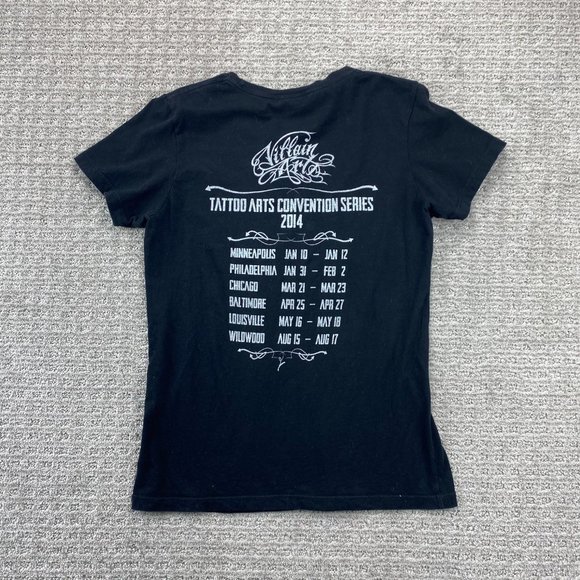 Villain
Arts
TATTOO ARTS CONVENTION SERIES
2014
MINNEAPOLIS JAN 10 – JAN 12
PHILADELPHIA JAN 31 – FEB 2
CHICAGO MAR 21 – MAR 23
BALTIMORE APR 25 – APR 27
LOUISVILLE MAY 16 – MAY 18
WILDWOOD AUG 15 – AUG 17